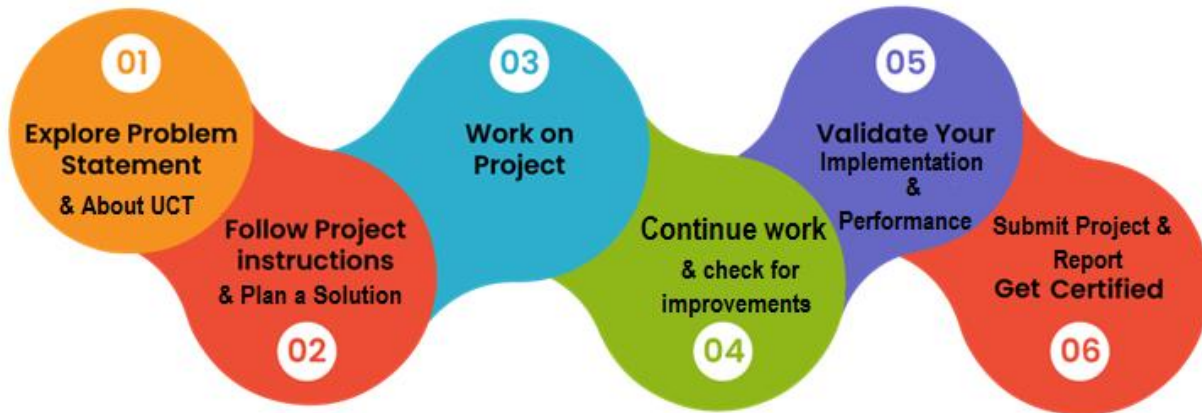 01
Explore Problem
Statement
& About UCT
Follow Project
instructions
& Plan a Solution
02
03
Work on
Project
Continue work
& check for
improvements
04
05
Validate Your
Implementation
&
Performance
Submit Project &
Report
Get Certified
06